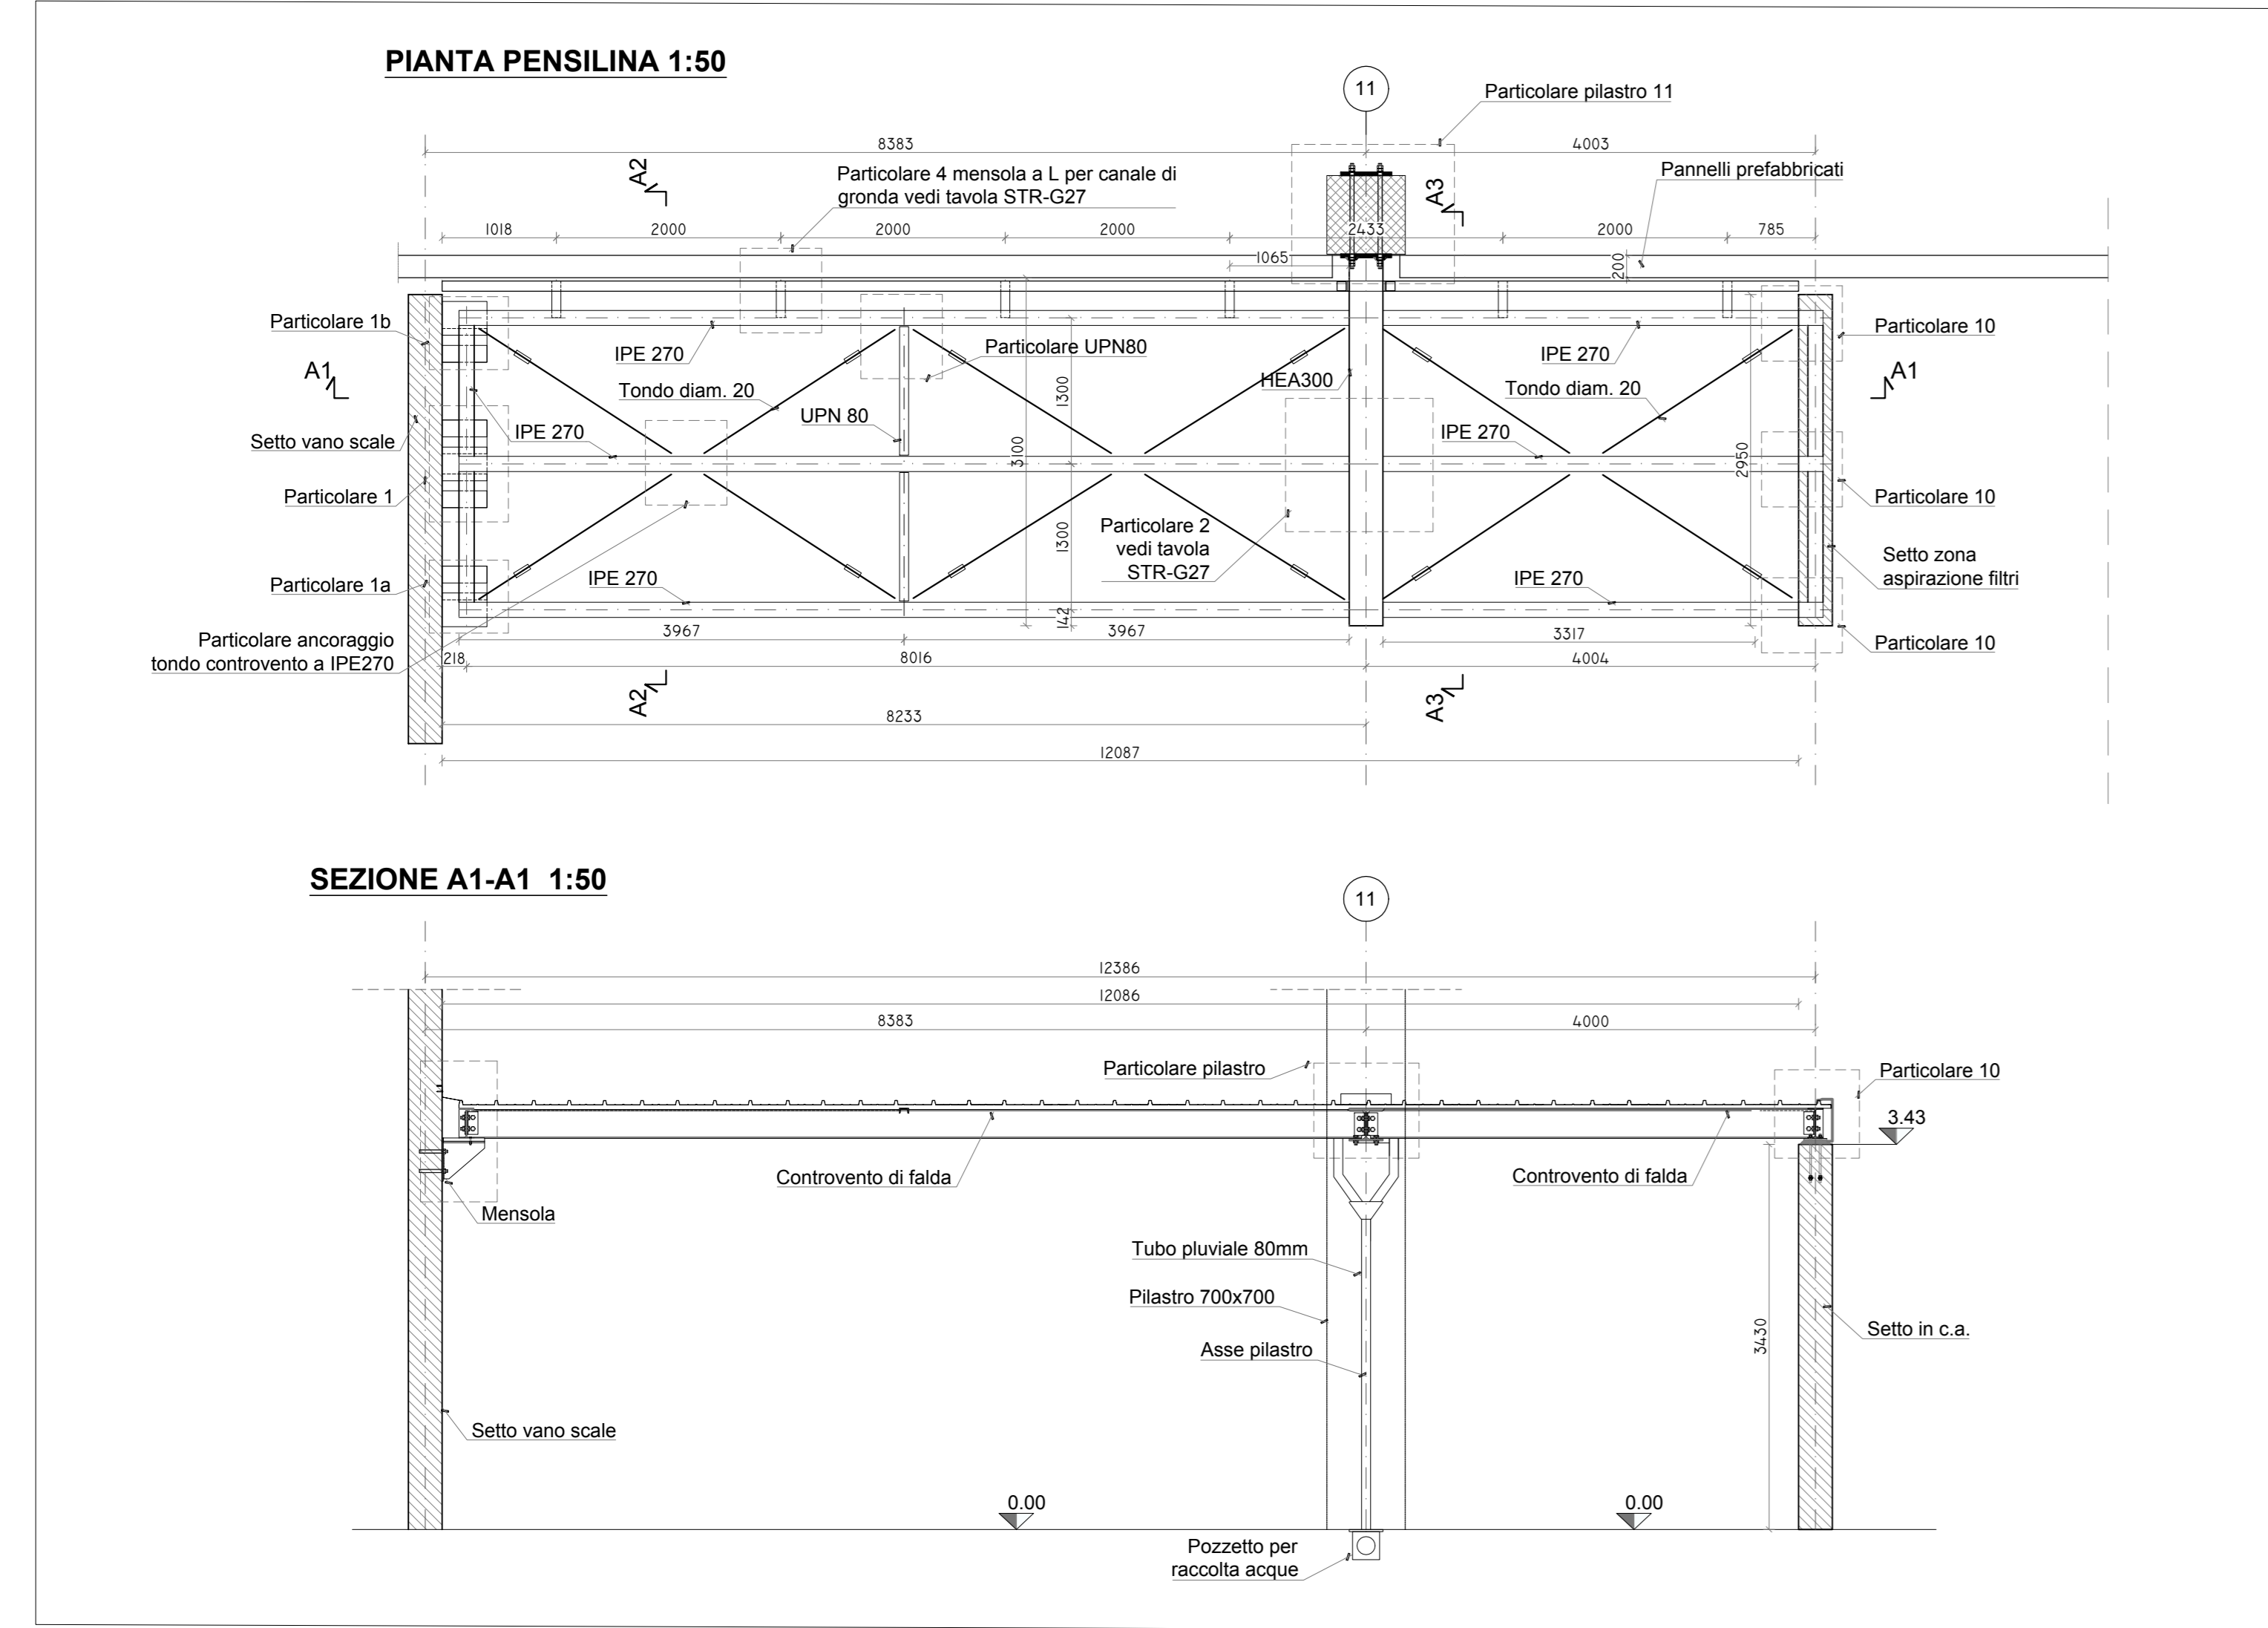 PIANTA PENSILINA 1:50
11
Particolare pilastro 11
8383
4003
A2
Particolare 4 mensola a L per canale di
gronda vedi tavola STR-G27
A3
Pannelli prefabbricati
1018
2000
2000
2000
2433
2000
785
1065
200
Particolare 1b
IPE 270
Particolare UPN80
IPE 270
Particolare 10
A1
Tondo diam. 20
1300
HEA300
Tondo diam. 20
A1
UPN 80
Setto vano scale
IPE 270
3100
IPE 270
2950
Particolare 1
Particolare 10
Particolare 2
vedi tavola
STR-G27
1300
Setto zona
aspirazione filtri
Particolare 1a
IPE 270
IPE 270
142
Particolare ancoraggio
tondo controvento a IPE270
3967
3967
3317
Particolare 10
218
8016
4004
A2
A3
8233
12087
SEZIONE A1-A1 1:50
11
12386
12086
8383
4000
Particolare pilastro
Particolare 10
3.43
Controvento di falda
Controvento di falda
Mensola
Tubo pluviale 80mm
Pilastro 700x700
3430
Setto in c.a.
Asse pilastro
Setto vano scale
0.00
0.00
Pozzetto per
raccolta acque